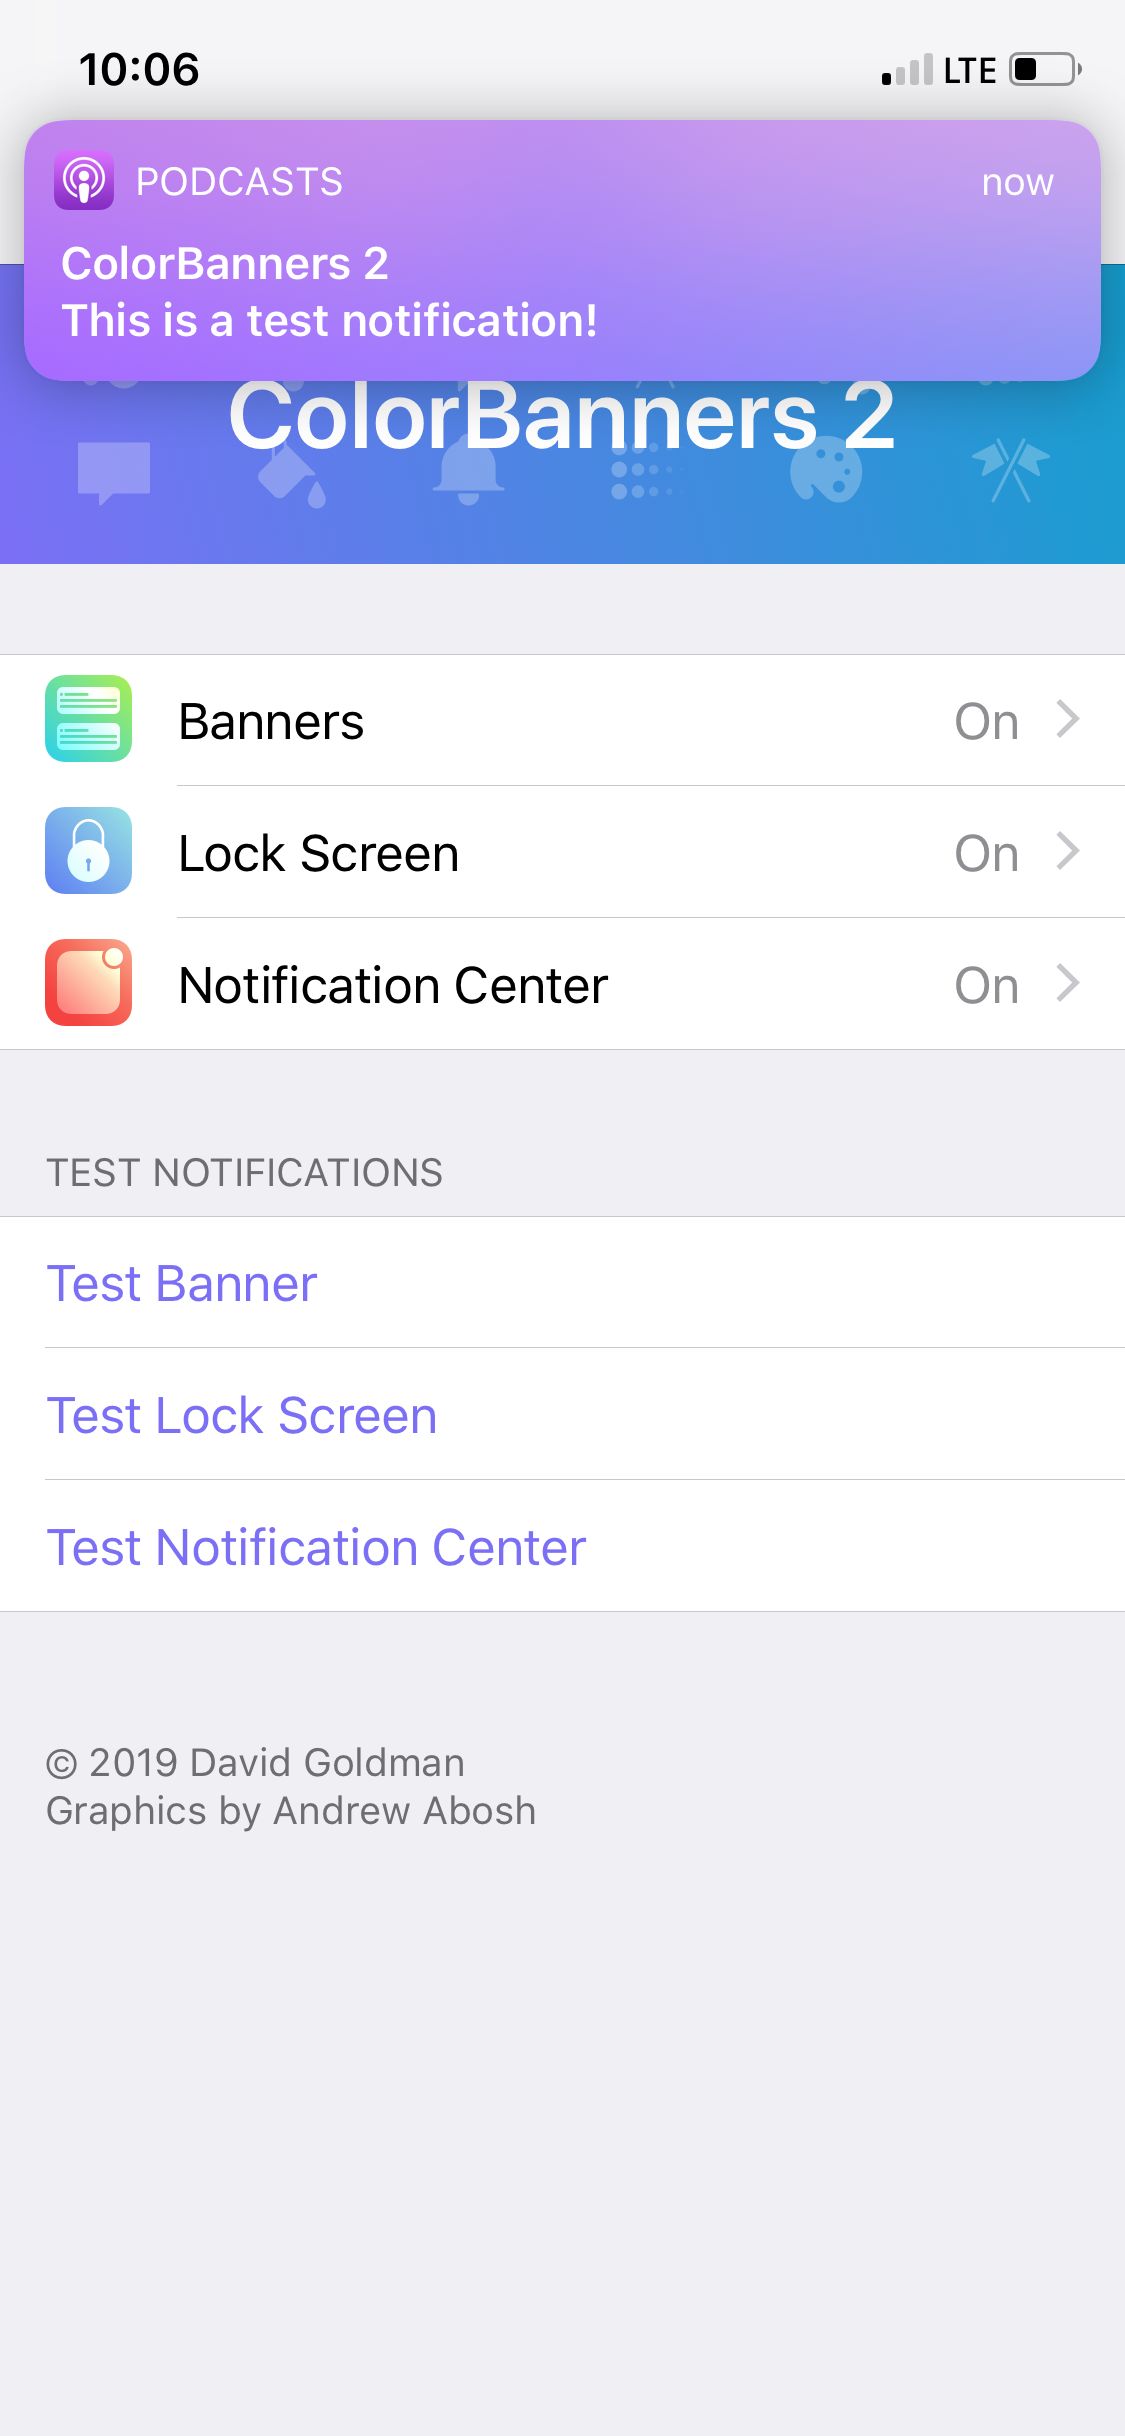 10:06
LTE
PODCASTS
now
ColorBanners 2
This is a test notification!
ColorBanners 2
Banners
On
Lock Screen
On
Notification Center
On
TEST NOTIFICATIONS
Test Banner
Test Lock Screen
Test Notification Center
© 2019 David Goldman
Graphics by Andrew Abosh